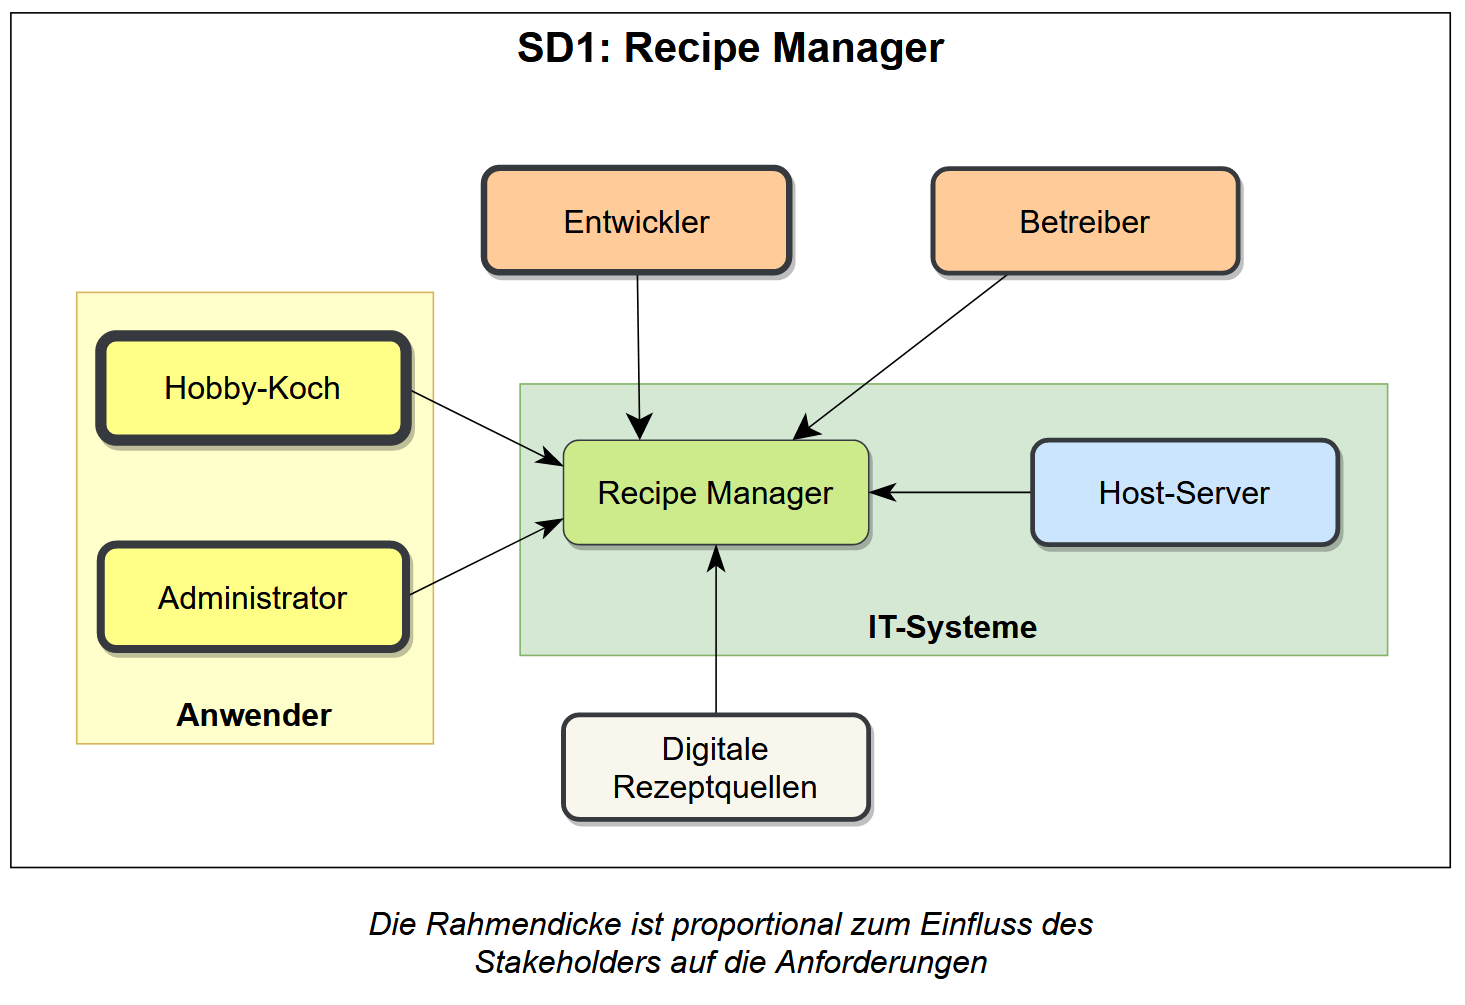 SD1: Recipe Manager
Entwickler
Betreiber
Hobby-Koch
Administrator
Anwender
Recipe Manager
Host-Server
IT-Systeme
Digitale
Rezeptquellen
Die Rahmendicke ist proportional zum Einfluss des
Stakeholders auf die Anforderungen